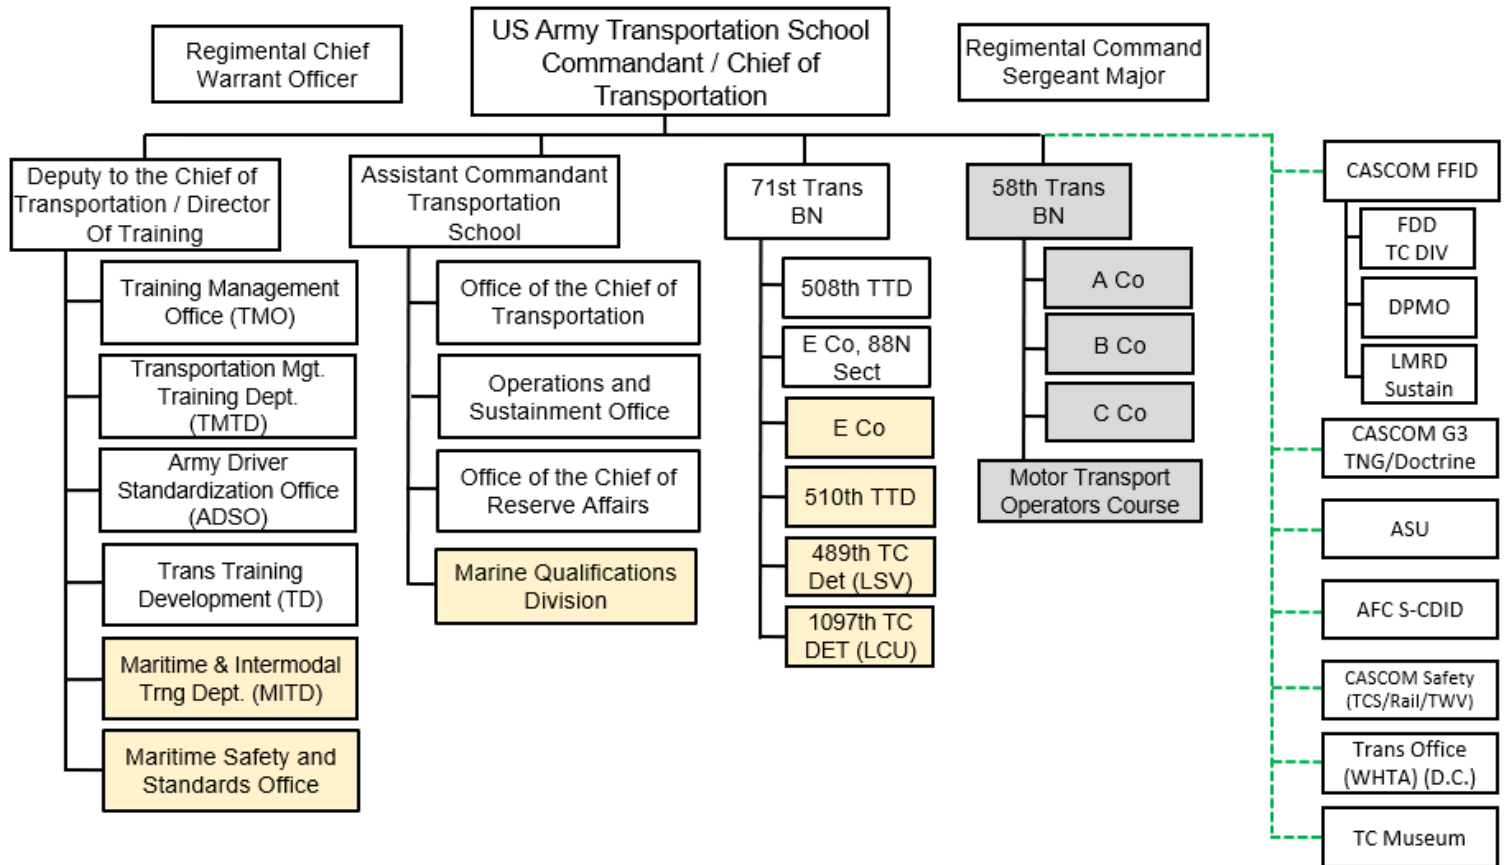 Regimental Chief
Warrant Officer
US Army Transportation School
Commandant / Chief of
Transportation
Regimental Command
Sergeant Major
Deputy to the Chief of
Transportation / Director
Of Training
Training Management
Office (TMO)
Transportation Mgt.
Training Dept.
(TMTD)
Army Driver
Standardization Office
(ADSO)
Trans Training
Development (TD)
Maritime & Intermodal
Trng Dept. (MITD)
Maritime Safety and
Standards Office
Assistant Commandant
Transportation
School
Office of the Chief of
Transportation
Operations and
Sustainment Office
Office of the Chief of
Reserve Affairs
Marine Qualifications
Division
71st Trans
BN
508th TTD
E Co, 88N
Sect
E Co
510th TTD
489th TC
Det (LSV)
1097th TC
DET (LCU)
58th Trans
BN
A Co
B Co
C Co
Motor Transport
Operators Course
CASCOM FFID
FDD
TC DIV
DPMO
LMRD
Sustain
CASCOM G3
TNG/Doctrine
ASU
AFC S-CDID
CASCOM Safety
(TCS/Rail/TWV)
Trans Office
(WHTA) (D.C.)
TC Museum